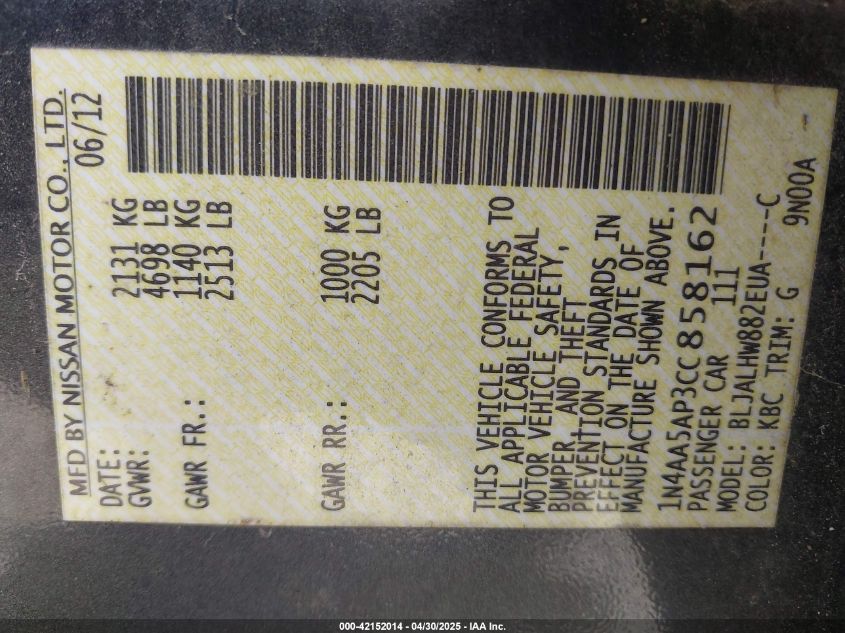 MFD BY NISSAN MOTOR CO., LTD.
DATE: 06/12
GVWR: 2131 KG
4698 LB
GAWR FR.: 1140 KG
2513 LB
GAWR RR.: 1000 KG
2205 LB
THIS VEHICLE CONFORMS TO
ALL APPLICABLE FEDERAL
MOTOR VEHICLE SAFETY,
BUMPER AND THEFT
PREVENTION STANDARDS IN
EFFECT ON THE DATE OF
MANUFACTURE SHOWN ABOVE.
1N4AA5AP3CC858162
PASSENGER CAR 111
MODEL: BLJALHW882EUA----C
COLOR: KBC TRIM: G 9N00A
000-42152014 - 04/30/2025 - IAA Inc.